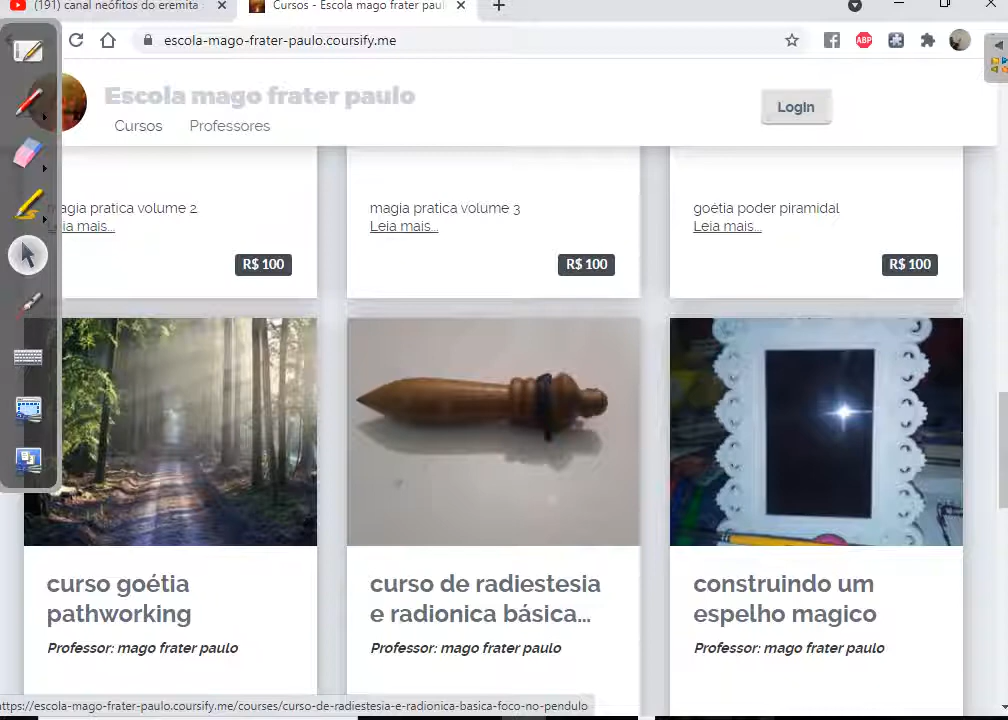 (191) canal neófitos do eremita
Cursos - Escola mago frater paul
escola-mago-frater-paulo.coursify.me
ABP
Escola mago frater paulo
Login
Cursos
Professores
magia pratica volume 2
Leia mais...
R$ 100
magia pratica volume 3
Leia mais...
R$ 100
goétia poder piramidal
Leia mais...
R$ 100
curso goétia
pathworking
Professor: mago frater paulo
curso de radiestesia
e radionica básica...
Professor: mago frater paulo
construindo um
espelho magico
Professor: mago frater paulo
https://escola-mago-frater-paulo.coursify.me/courses/curso-de-radiestesia-e-radionica-basica-foco-no-pendulo